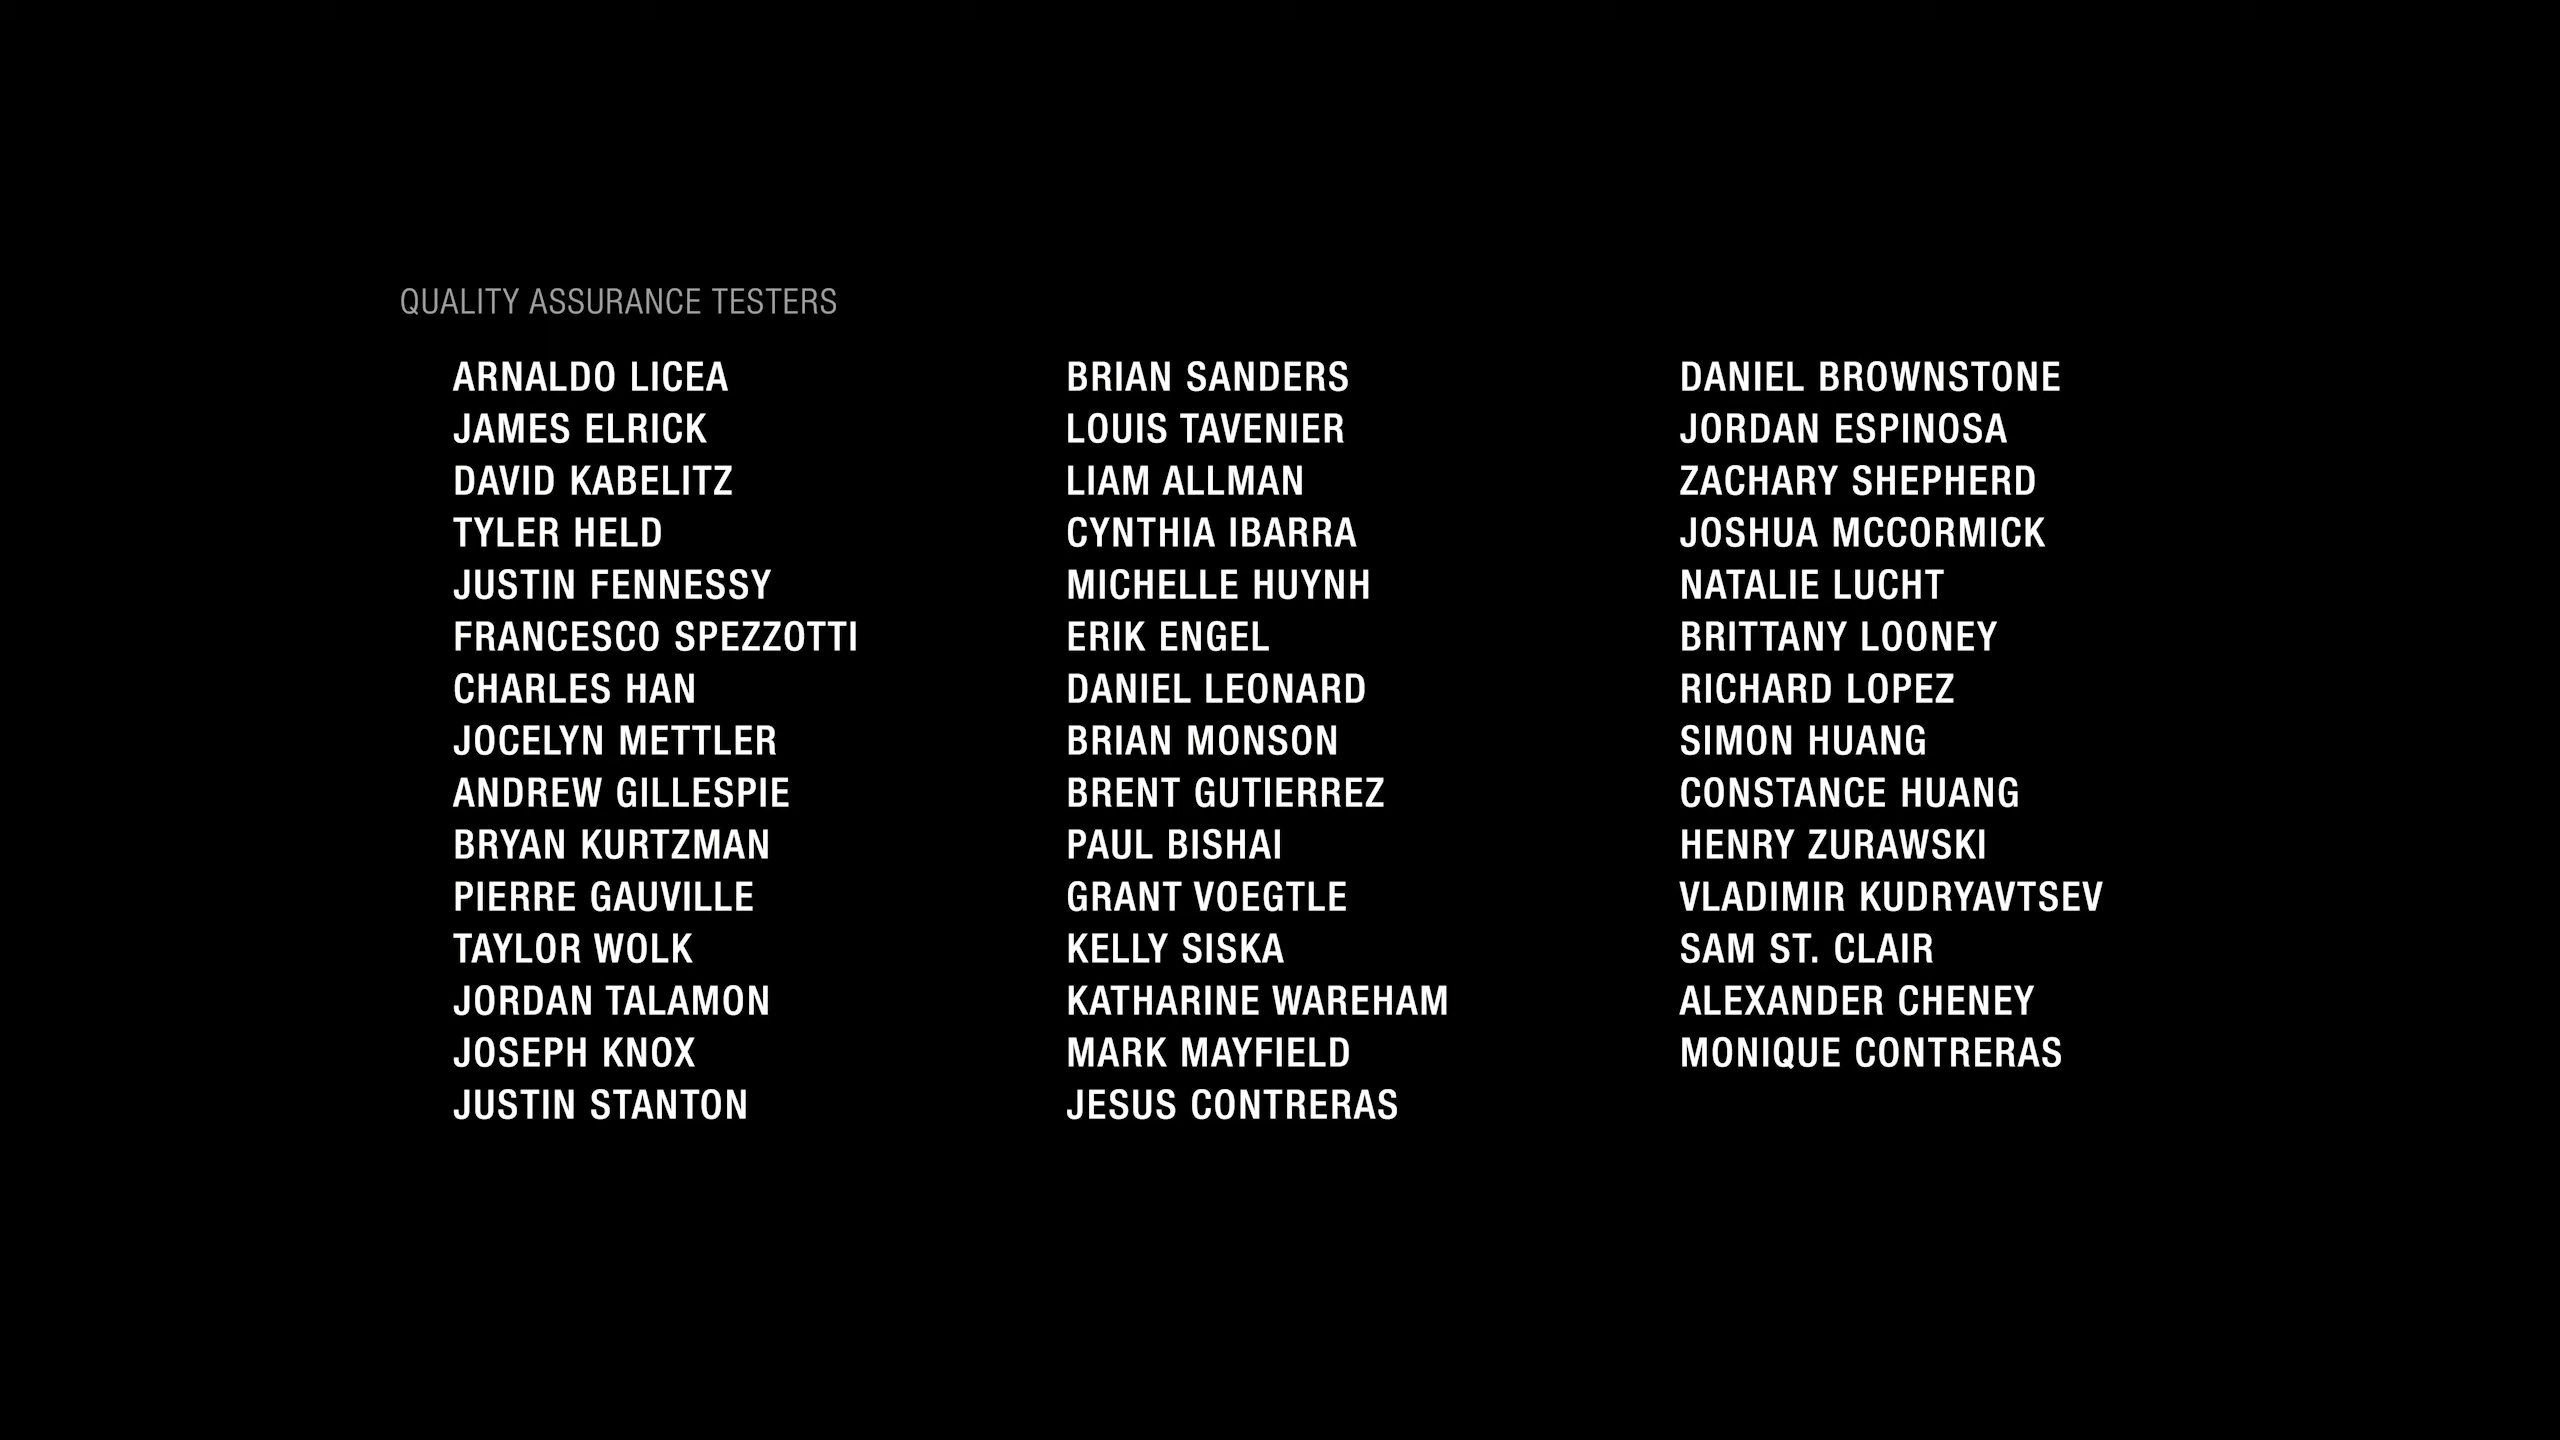 QUALITY ASSURANCE TESTERS
ARNALDO LICEA
JAMES ELRICK
DAVID KABELITZ
TYLER HELD
JUSTIN FENNESSY
FRANCESCO SPEZZOTTI
CHARLES HAN
JOCELYN METTLER
ANDREW GILLESPIE
BRYAN KURTZMAN
PIERRE GAUVILLE
TAYLOR WOLK
JORDAN TALAMON
JOSEPH KNOX
JUSTIN STANTON
BRIAN SANDERS
LOUIS TAVENIER
LIAM ALLMAN
CYNTHIA IBARRA
MICHELLE HUYNH
ERIK ENGEL
DANIEL LEONARD
BRIAN MONSON
BRENT GUTIERREZ
PAUL BISHAI
GRANT VOEGTLE
KELLY SISKA
KATHARINE WAREHAM
MARK MAYFIELD
JESUS CONTRERAS
DANIEL BROWNSTONE
JORDAN ESPINOSA
ZACHARY SHEPHERD
JOSHUA MCCORMICK
NATALIE LUCHT
BRITTANY LOONEY
RICHARD LOPEZ
SIMON HUANG
CONSTANCE HUANG
HENRY ZURAWSKI
VLADIMIR KUDRYAVTSEV
SAM ST. CLAIR
ALEXANDER CHENEY
MONIQUE CONTRERAS